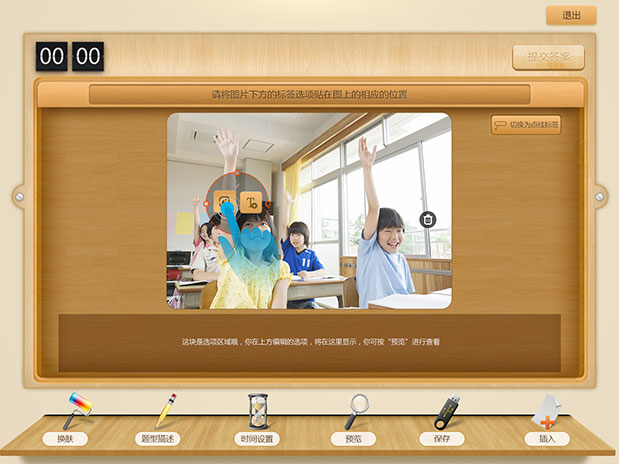 退出
00 00
提交答案
请将图片下方的标签选项贴在图上的相应的位置
切换为点线标签
T
11
这块是选项区域哦，你在上方编辑的选项，将在这里显示，你可按“预览”进行查看
换肤
题型描述
时间设置
预览
保存
插入